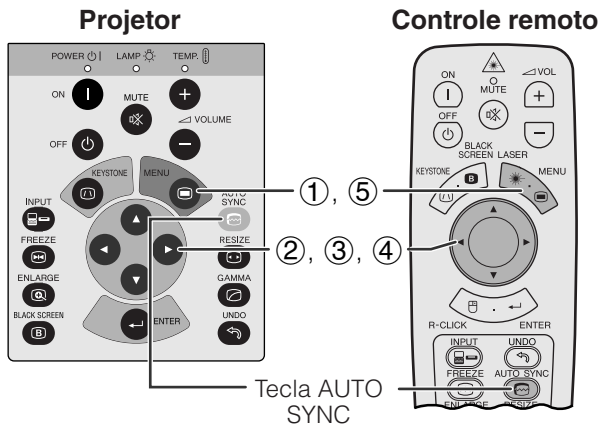 Projetor
POWER LAMP TEMP.
ON
MUTE
VOLUME
OFF
KEYSTONE
MENU
INPUT
AUTO
SYNC
FREEZE
RESIZE
ENLARGE
GAMMA
BLACK SCREEN
B
ENTER
UNDO
①, ⑤
②, ③, ④
Tecla AUTO
SYNC
Controle remoto
ON
MUTE
VOL
OFF
BLACK
SCREEN
LASER
KEYSTONE
B
MENU
R-CLICK
ENTER
INPUT
UNDO
FREEZE
AUTO SYNC
ENLARGE
RESIZE